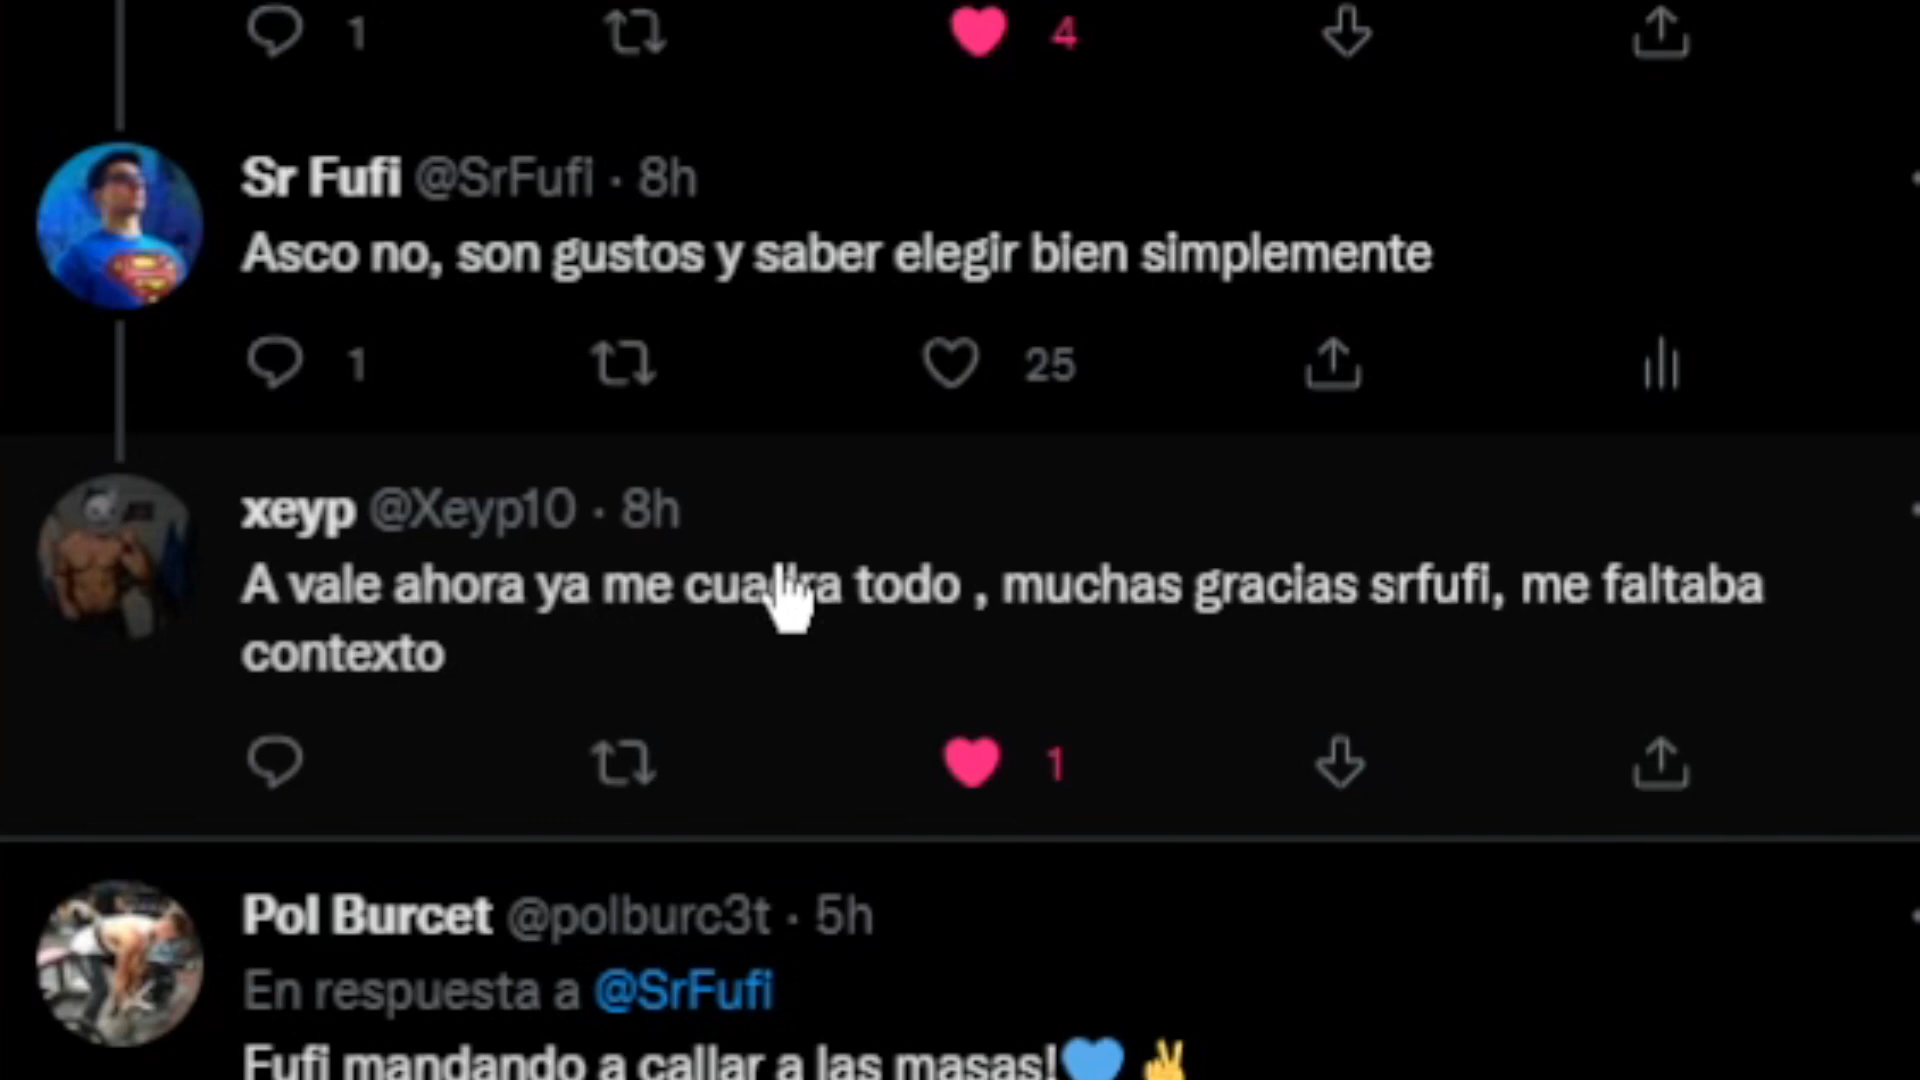 1 4
Sr Fufi @SrFufi · 8h
Asco no, son gustos y saber elegir bien simplemente
1 25
xeyp @Xeyp10 · 8h
A vale ahora ya me cuadra todo , muchas gracias srfufi, me faltaba
contexto
1
Pol Burcet @polburc3t · 5h
En respuesta a @SrFufi
Fufi mandando a callar a las masas!💙✌️